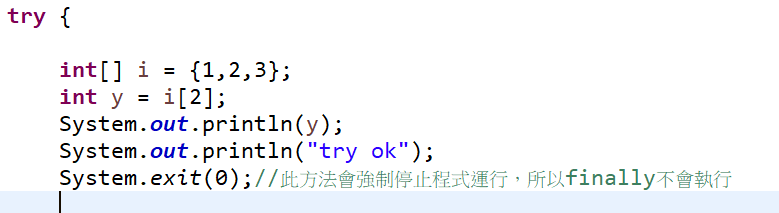 try {
int[] i = {1,2,3};
int y = i[2];
System.out.println(y);
System.out.println("try ok");
System.exit(0);//此方法會強制停止程式運行，所以finally不會執行